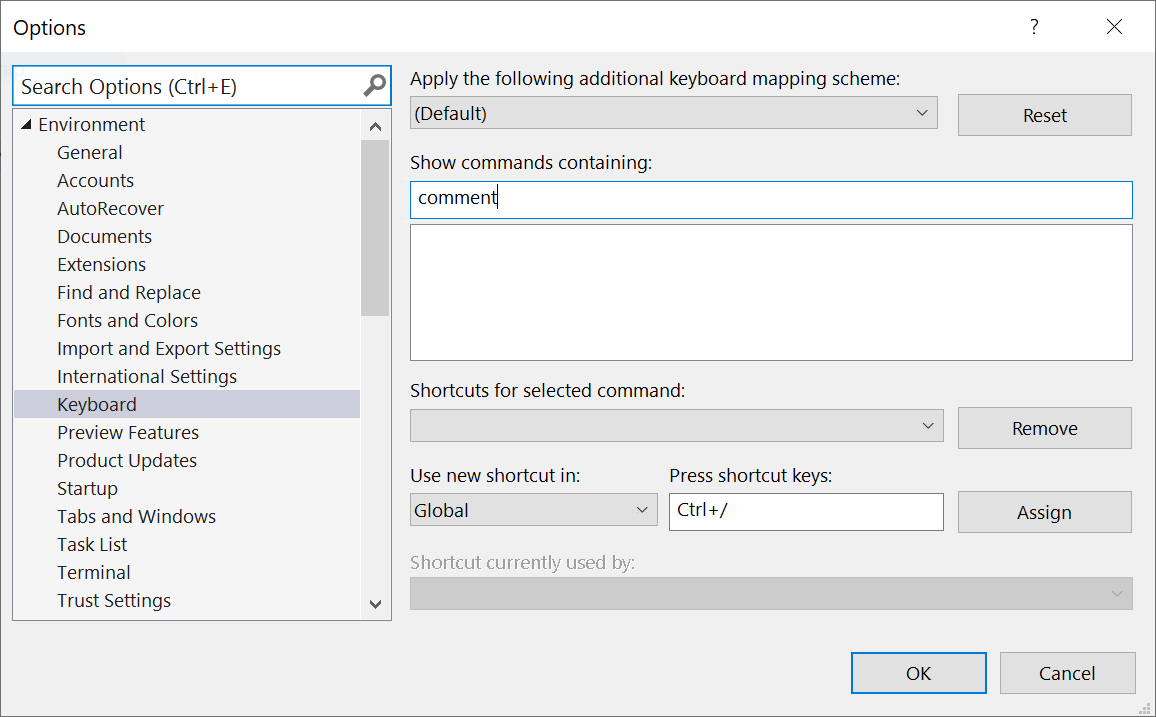 Options
?
Search Options (Ctrl+E)
Environment
General
Accounts
AutoRecover
Documents
Extensions
Find and Replace
Fonts and Colors
Import and Export Settings
International Settings
Keyboard
Preview Features
Product Updates
Startup
Tabs and Windows
Task List
Terminal
Trust Settings
Apply the following additional keyboard mapping scheme:
(Default)
Reset
Show commands containing:
comment
Shortcuts for selected command:
Remove
Use new shortcut in:
Press shortcut keys:
Global
Ctrl+/
Assign
Shortcut currently used by:
OK
Cancel